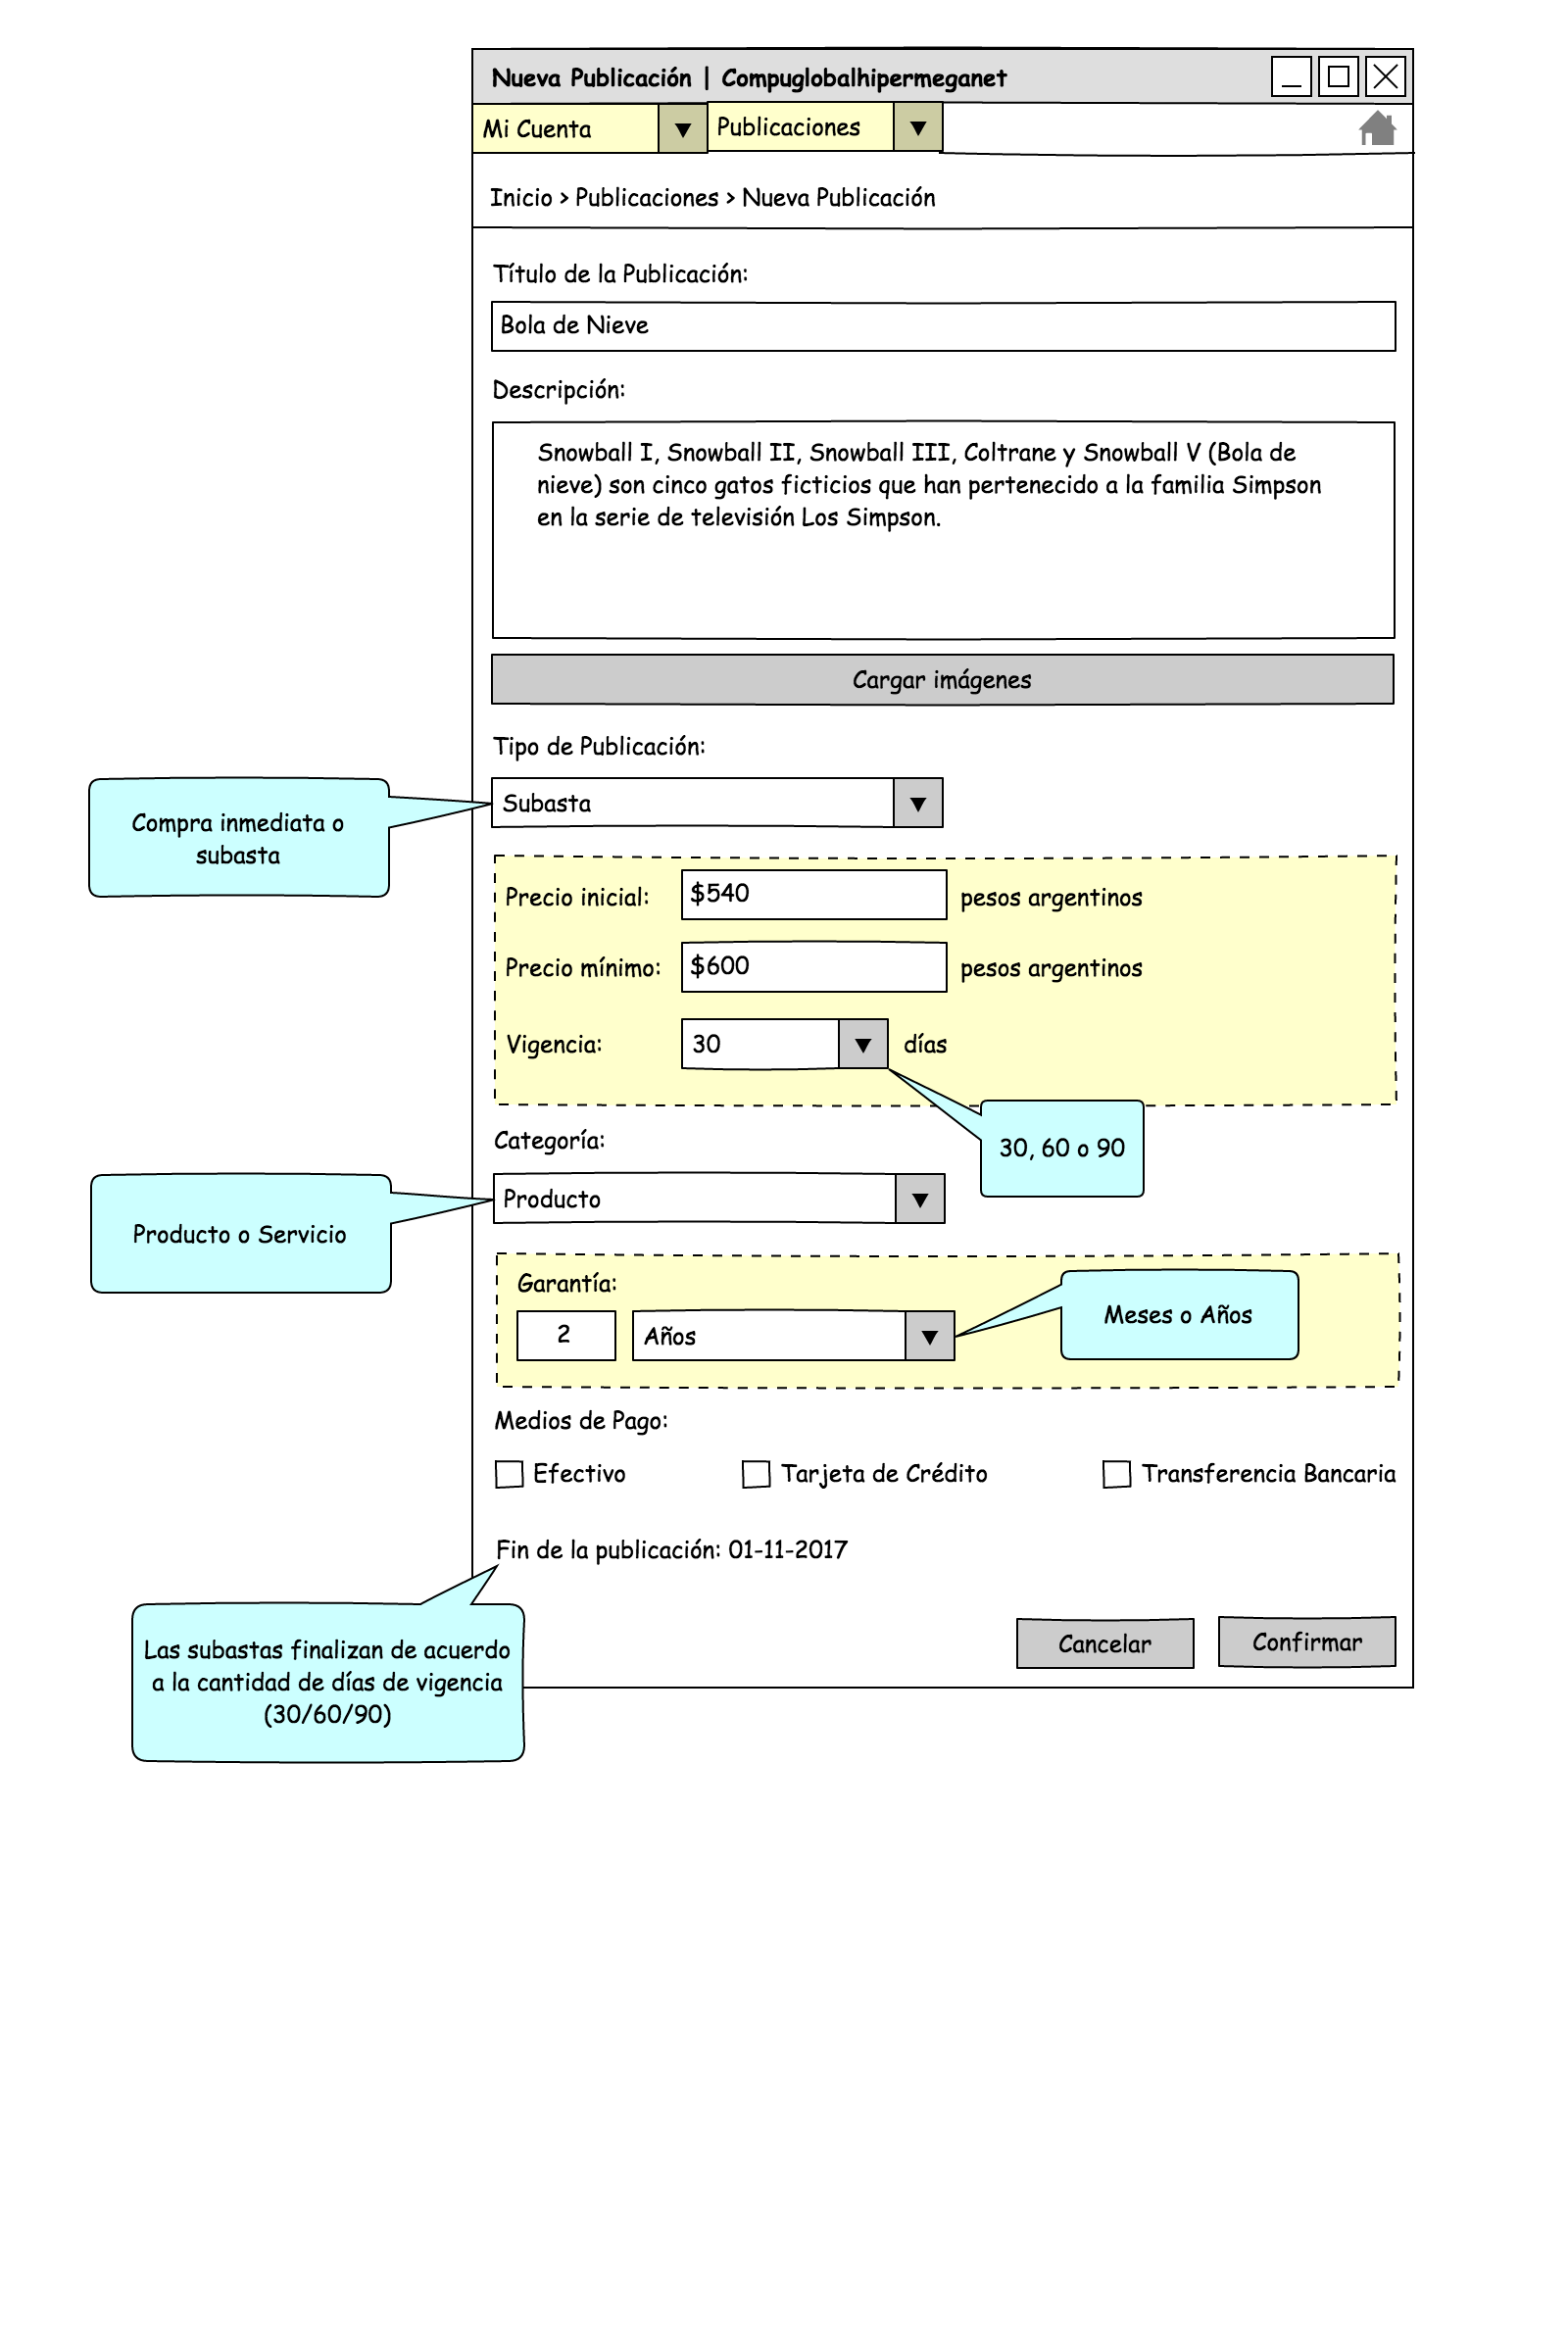 Nueva Publicación | Compuglobalhipermeganet
Mi Cuenta
Publicaciones
Inicio > Publicaciones > Nueva Publicación
Título de la Publicación:
Bola de Nieve
Descripción:
Snowball I, Snowball II, Snowball III, Coltrane y Snowball V (Bola de
nieve) son cinco gatos ficticios que han pertenecido a la familia Simpson
en la serie de televisión Los Simpson.
Cargar imágenes
Tipo de Publicación:
Compra inmediata o
subasta
Subasta
Precio inicial: $540 pesos argentinos
Precio mínimo: $600 pesos argentinos
Vigencia: 30 días
30, 60 o 90
Categoría:
Producto o Servicio
Producto
Garantía:
2 Años
Meses o Años
Medios de Pago:
Efectivo Tarjeta de Crédito Transferencia Bancaria
Fin de la publicación: 01-11-2017
Las subastas finalizan de acuerdo
a la cantidad de días de vigencia
(30/60/90)
Cancelar
Confirmar